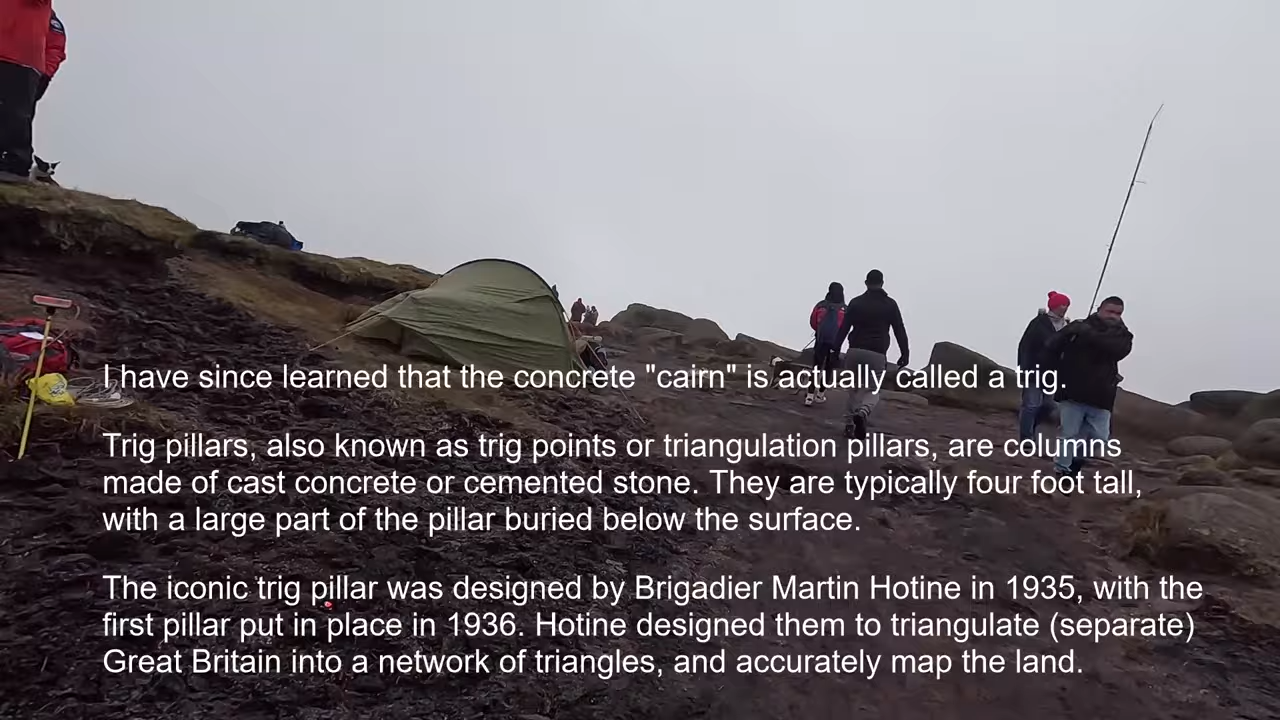 I have since learned that the concrete "cairn" is actually called a trig.
Trig pillars, also known as trig points or triangulation pillars, are columns
made of cast concrete or cemented stone. They are typically four foot tall,
with a large part of the pillar buried below the surface.
The iconic trig pillar was designed by Brigadier Martin Hotine in 1935, with the
first pillar put in place in 1936. Hotine designed them to triangulate (separate)
Great Britain into a network of triangles, and accurately map the land.